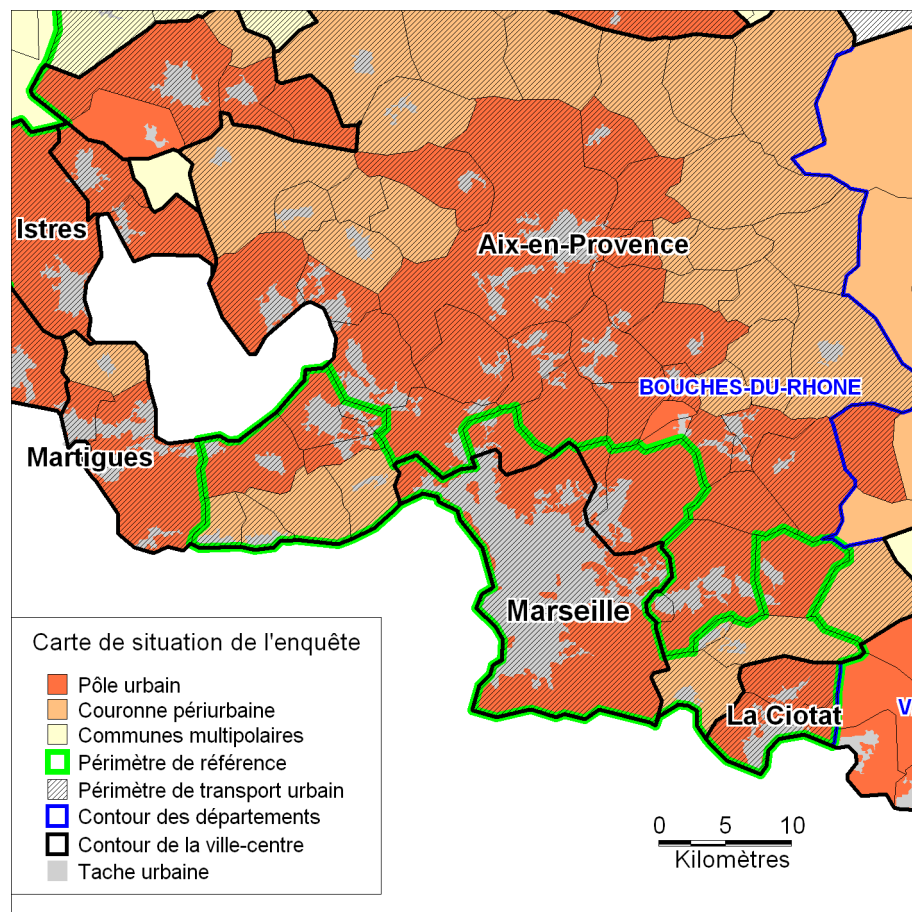 Istres
Aix-en-Provence
BOUCHES-DU-RHONE
Martigues
Marseille
La Ciotat
V
Carte de situation de l'enquête
Pôle urbain
Couronne périurbaine
Communes multipolaires
Périmètre de référence
Périmètre de transport urbain
Contour des départements
Contour de la ville-centre
Tache urbaine
0 5 10
Kilomètres